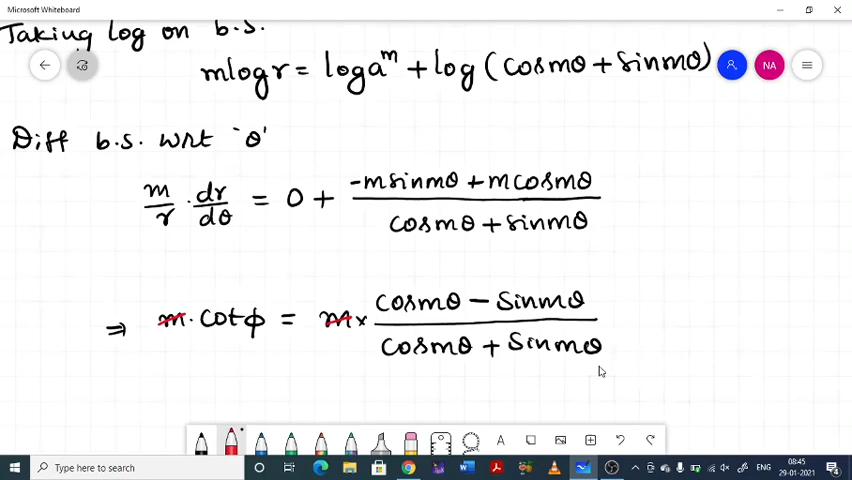 Microsoft Whiteboard
Taking log on b.s.
mlogr = loga^m + log (cosmθ + sinmθ)
NA
Diff b.s. wrt 'θ'
m/r · dr/dθ = 0 + (-msinmθ + mcosmθ)/(cosmθ + sinmθ)
⇒ m · cotφ = m × (cosmθ - sinmθ)/(cosmθ + sinmθ)
Type here to search
ENG
08:45
29-01-2021